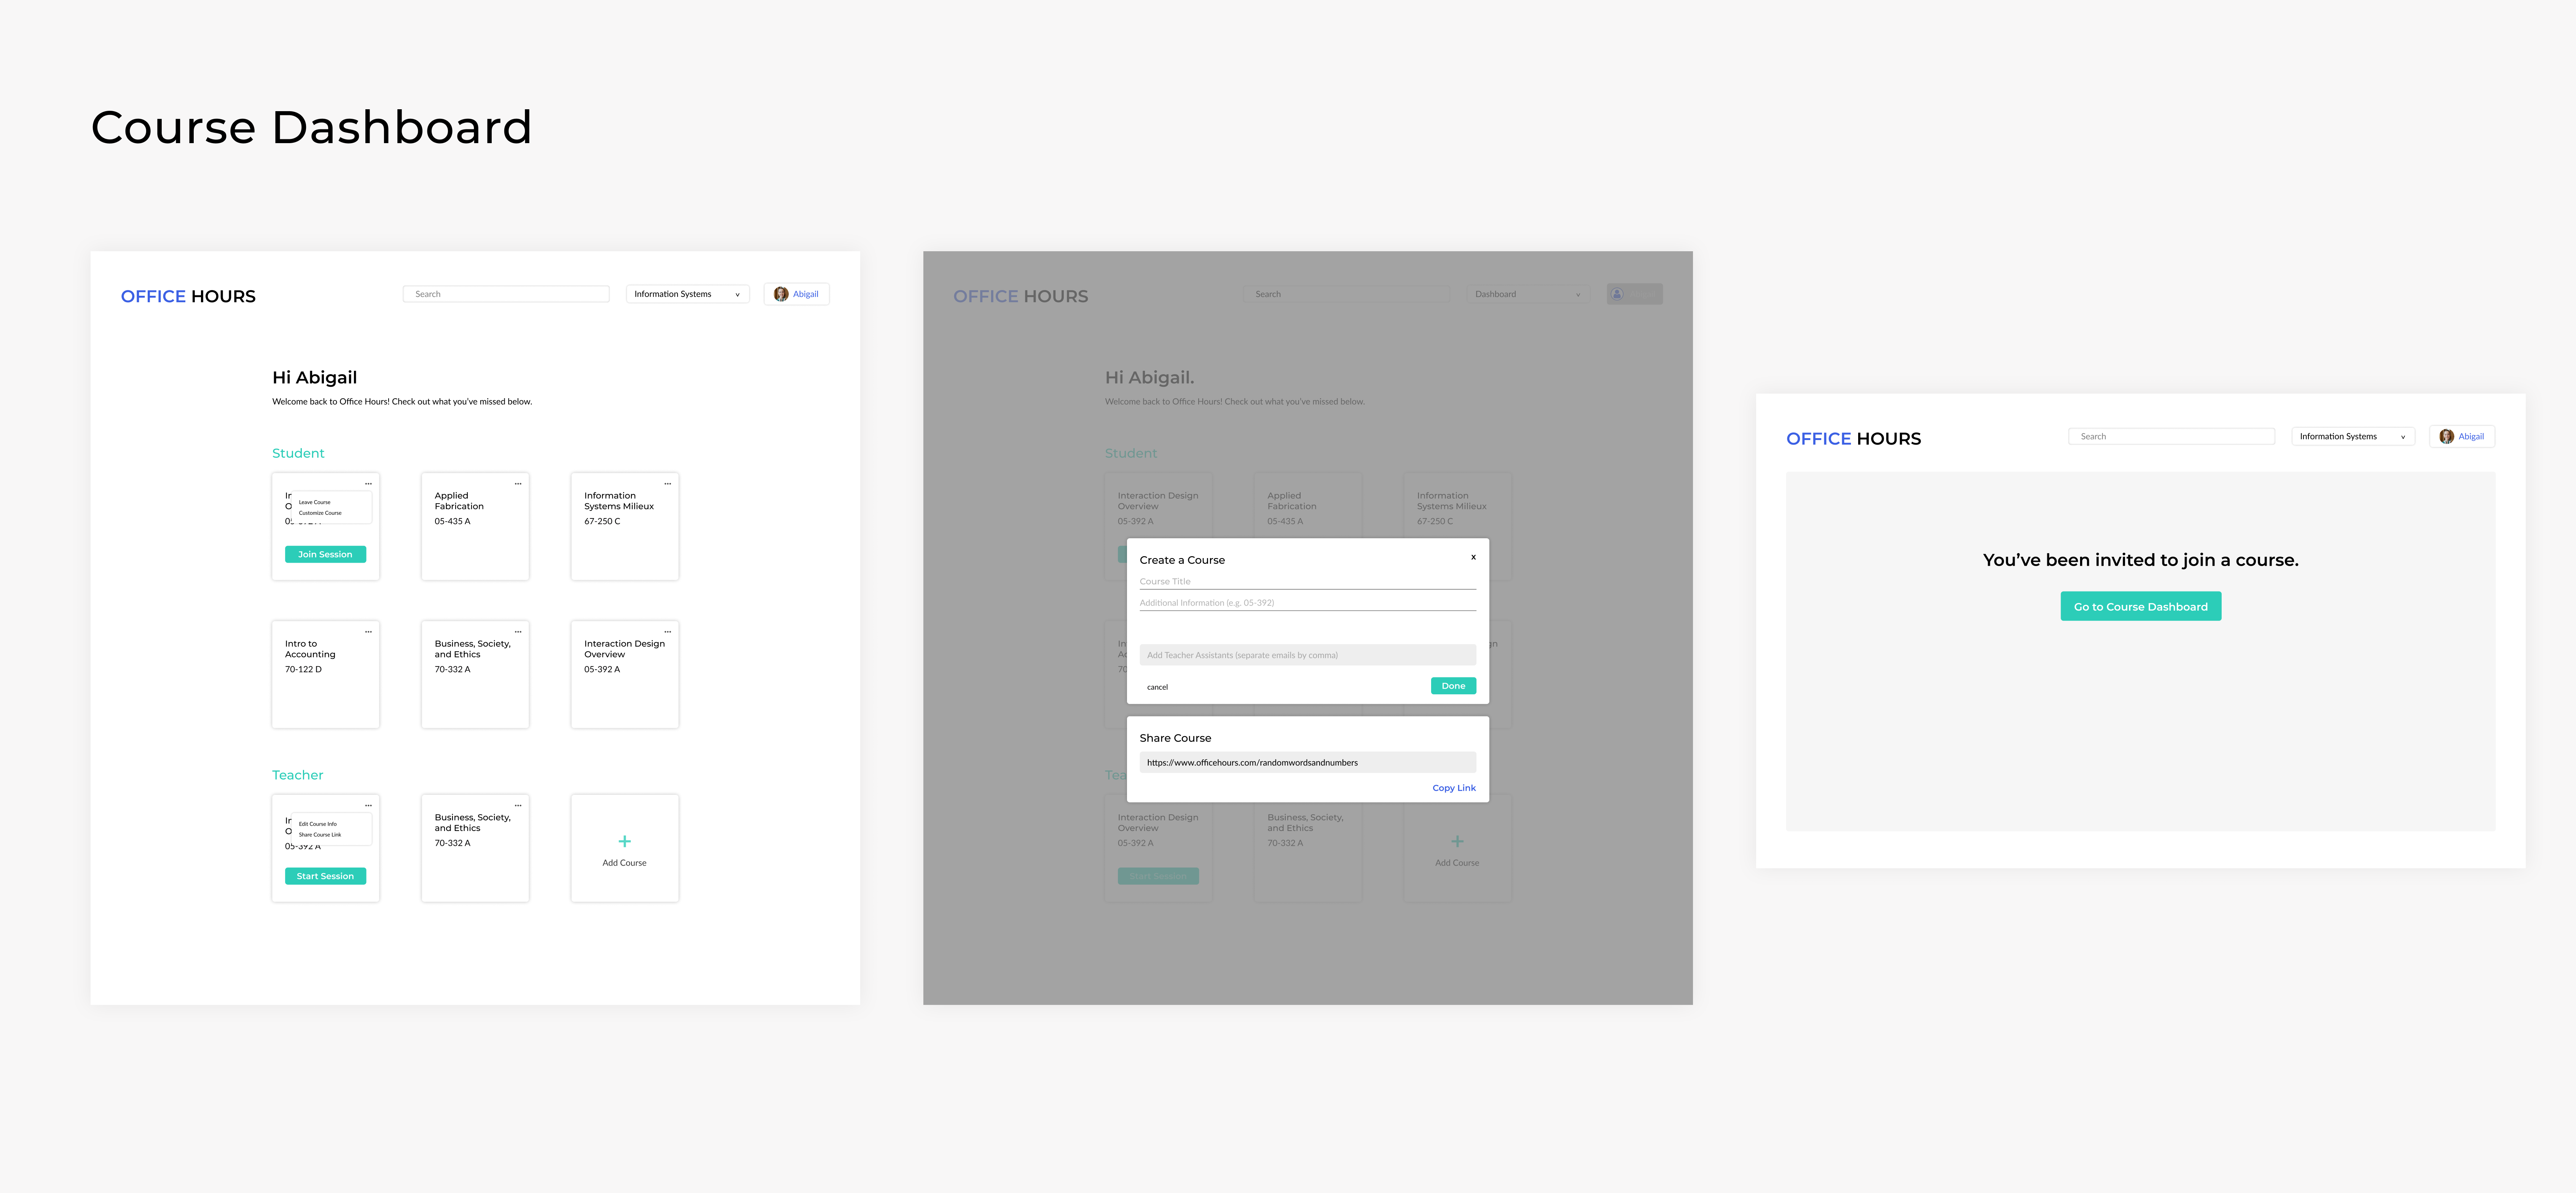 Course Dashboard
OFFICE HOURS
Search
Information Systems v
Abigail
Hi Abigail
Welcome back to Office Hours! Check out what you've missed below.
Student
...
Leave Course
Customize Course
Join Session
...
Applied
Fabrication
05-435 A
...
Information
Systems Milieux
67-250 C
...
Intro to
Accounting
70-122 D
...
Business, Society,
and Ethics
70-332 A
...
Interaction Design
Overview
05-392 A
Teacher
...
Edit Course Info
Share Course Link
05-392 A
Start Session
...
Business, Society,
and Ethics
70-332 A
+
Add Course
OFFICE HOURS
Search
Dashboard v
Hi Abigail.
Welcome back to Office Hours! Check out what you've missed below.
Student
Interaction Design
Overview
05-392 A
Applied
Fabrication
05-435 A
Information
Systems Milieux
67-250 C
Create a Course
x
Course Title
Additional Information (e.g. 05-392)
Add Teacher Assistants (separate emails by comma)
cancel
Done
Share Course
https://www.officehours.com/randomwordsandnumbers
Copy Link
Interaction Design
Overview
05-392 A
Start Session
Business, Society,
and Ethics
70-332 A
+
Add Course
OFFICE HOURS
Search
Information Systems v
Abigail
You've been invited to join a course.
Go to Course Dashboard